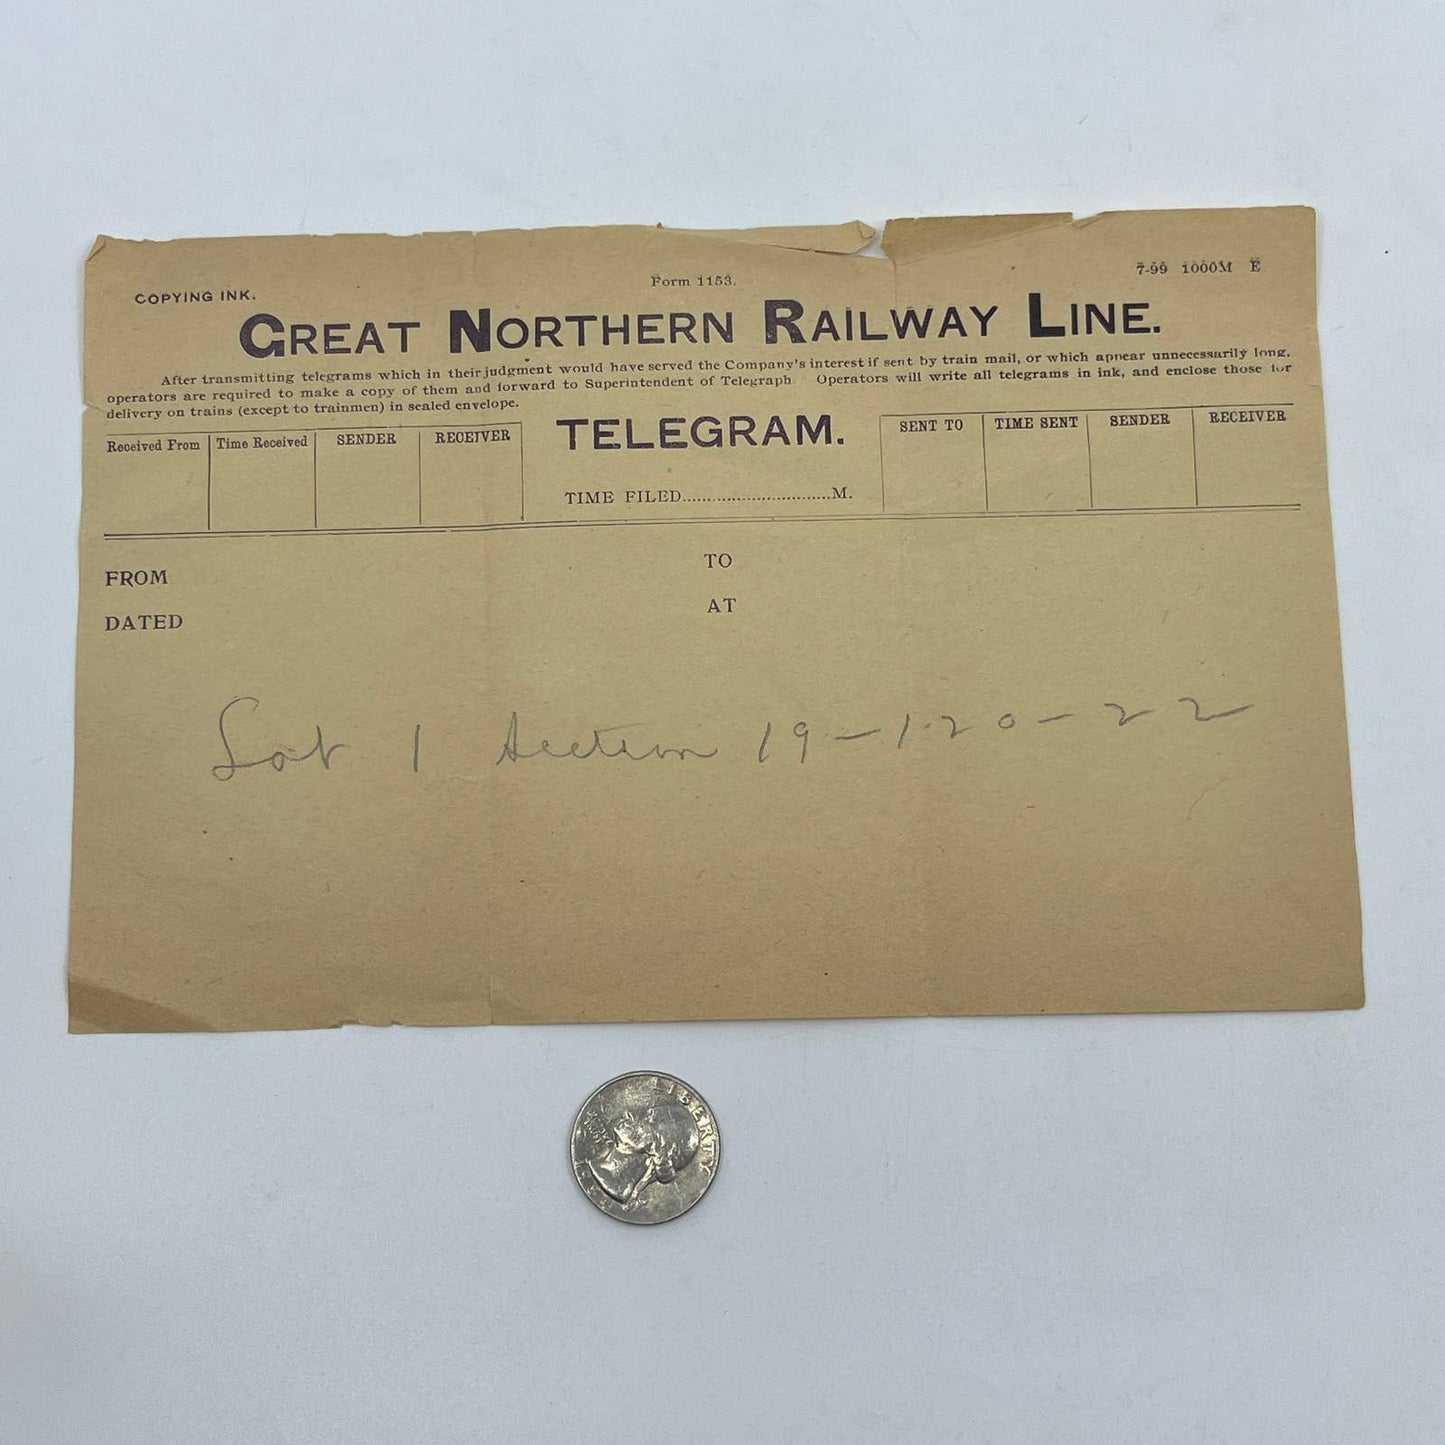 COPYING INK.
Form 1153.
7-99 1000M E
GREAT NORTHERN RAILWAY LINE.
After transmitting telegrams which in their judgment would have served the Company's interest if sent by train mail, or which appear unnecessarily long,
operators are required to make a copy of them and forward to Superintendent of Telegraph Operators will write all telegrams in ink, and enclose those for
delivery on trains (except to trainmen) in sealed envelope.
Received From Time Received SENDER RECEIVER
TELEGRAM.
SENT TO TIME SENT SENDER RECEIVER
TIME FILED..............................M.
FROM
TO
DATED
AT
Lot 1 Section 19-120-22
LIBERTY